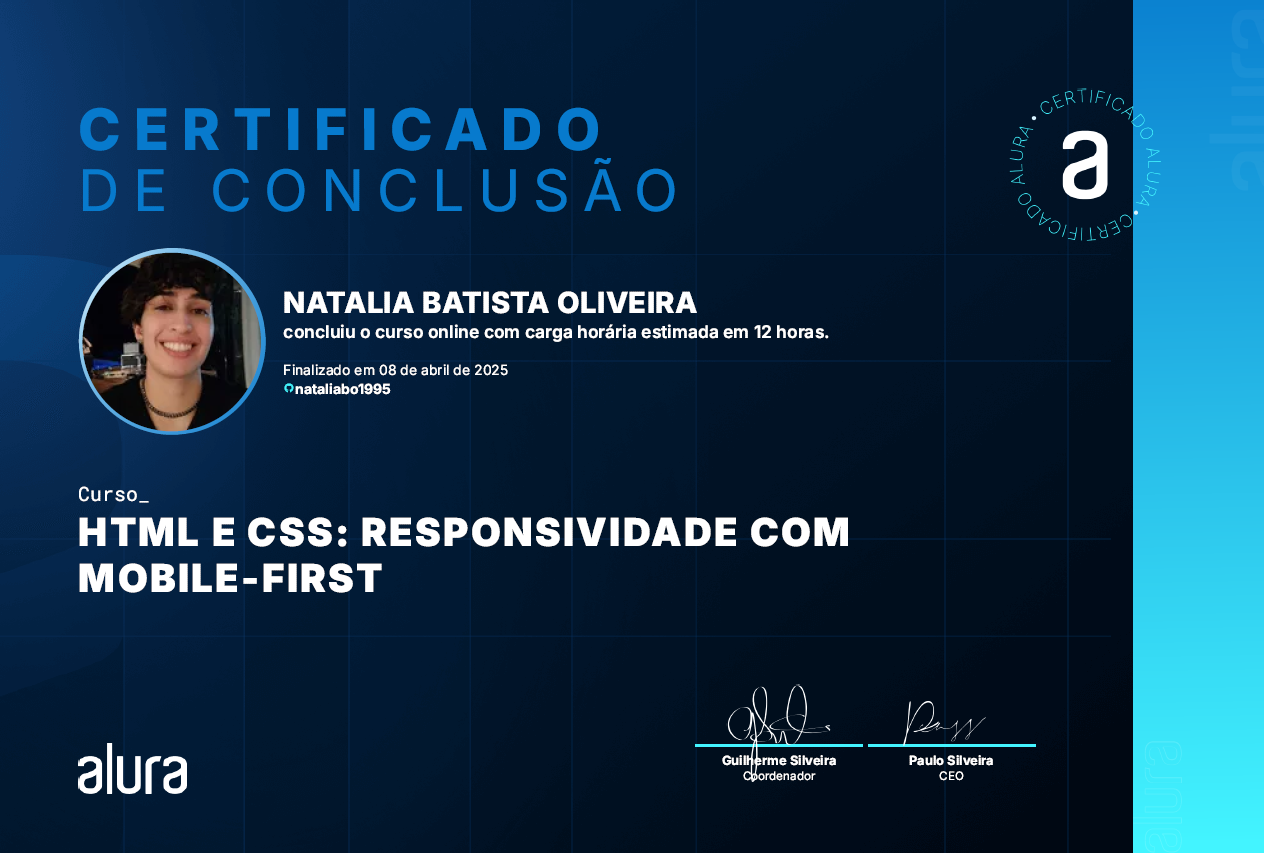 CERTIFICADO
DE CONCLUSÃO
CERTIFICADO ALURA • CERTIFICADO ALURA •
a
NATALIA BATISTA OLIVEIRA
concluiu o curso online com carga horária estimada em 12 horas.
Finalizado em 08 de abril de 2025
nataliabo1995
Curso_
HTML E CSS: RESPONSIVIDADE COM
MOBILE-FIRST
Guilherme Silveira
Coordenador
Paulo Silveira
CEO
alura
alura
alura